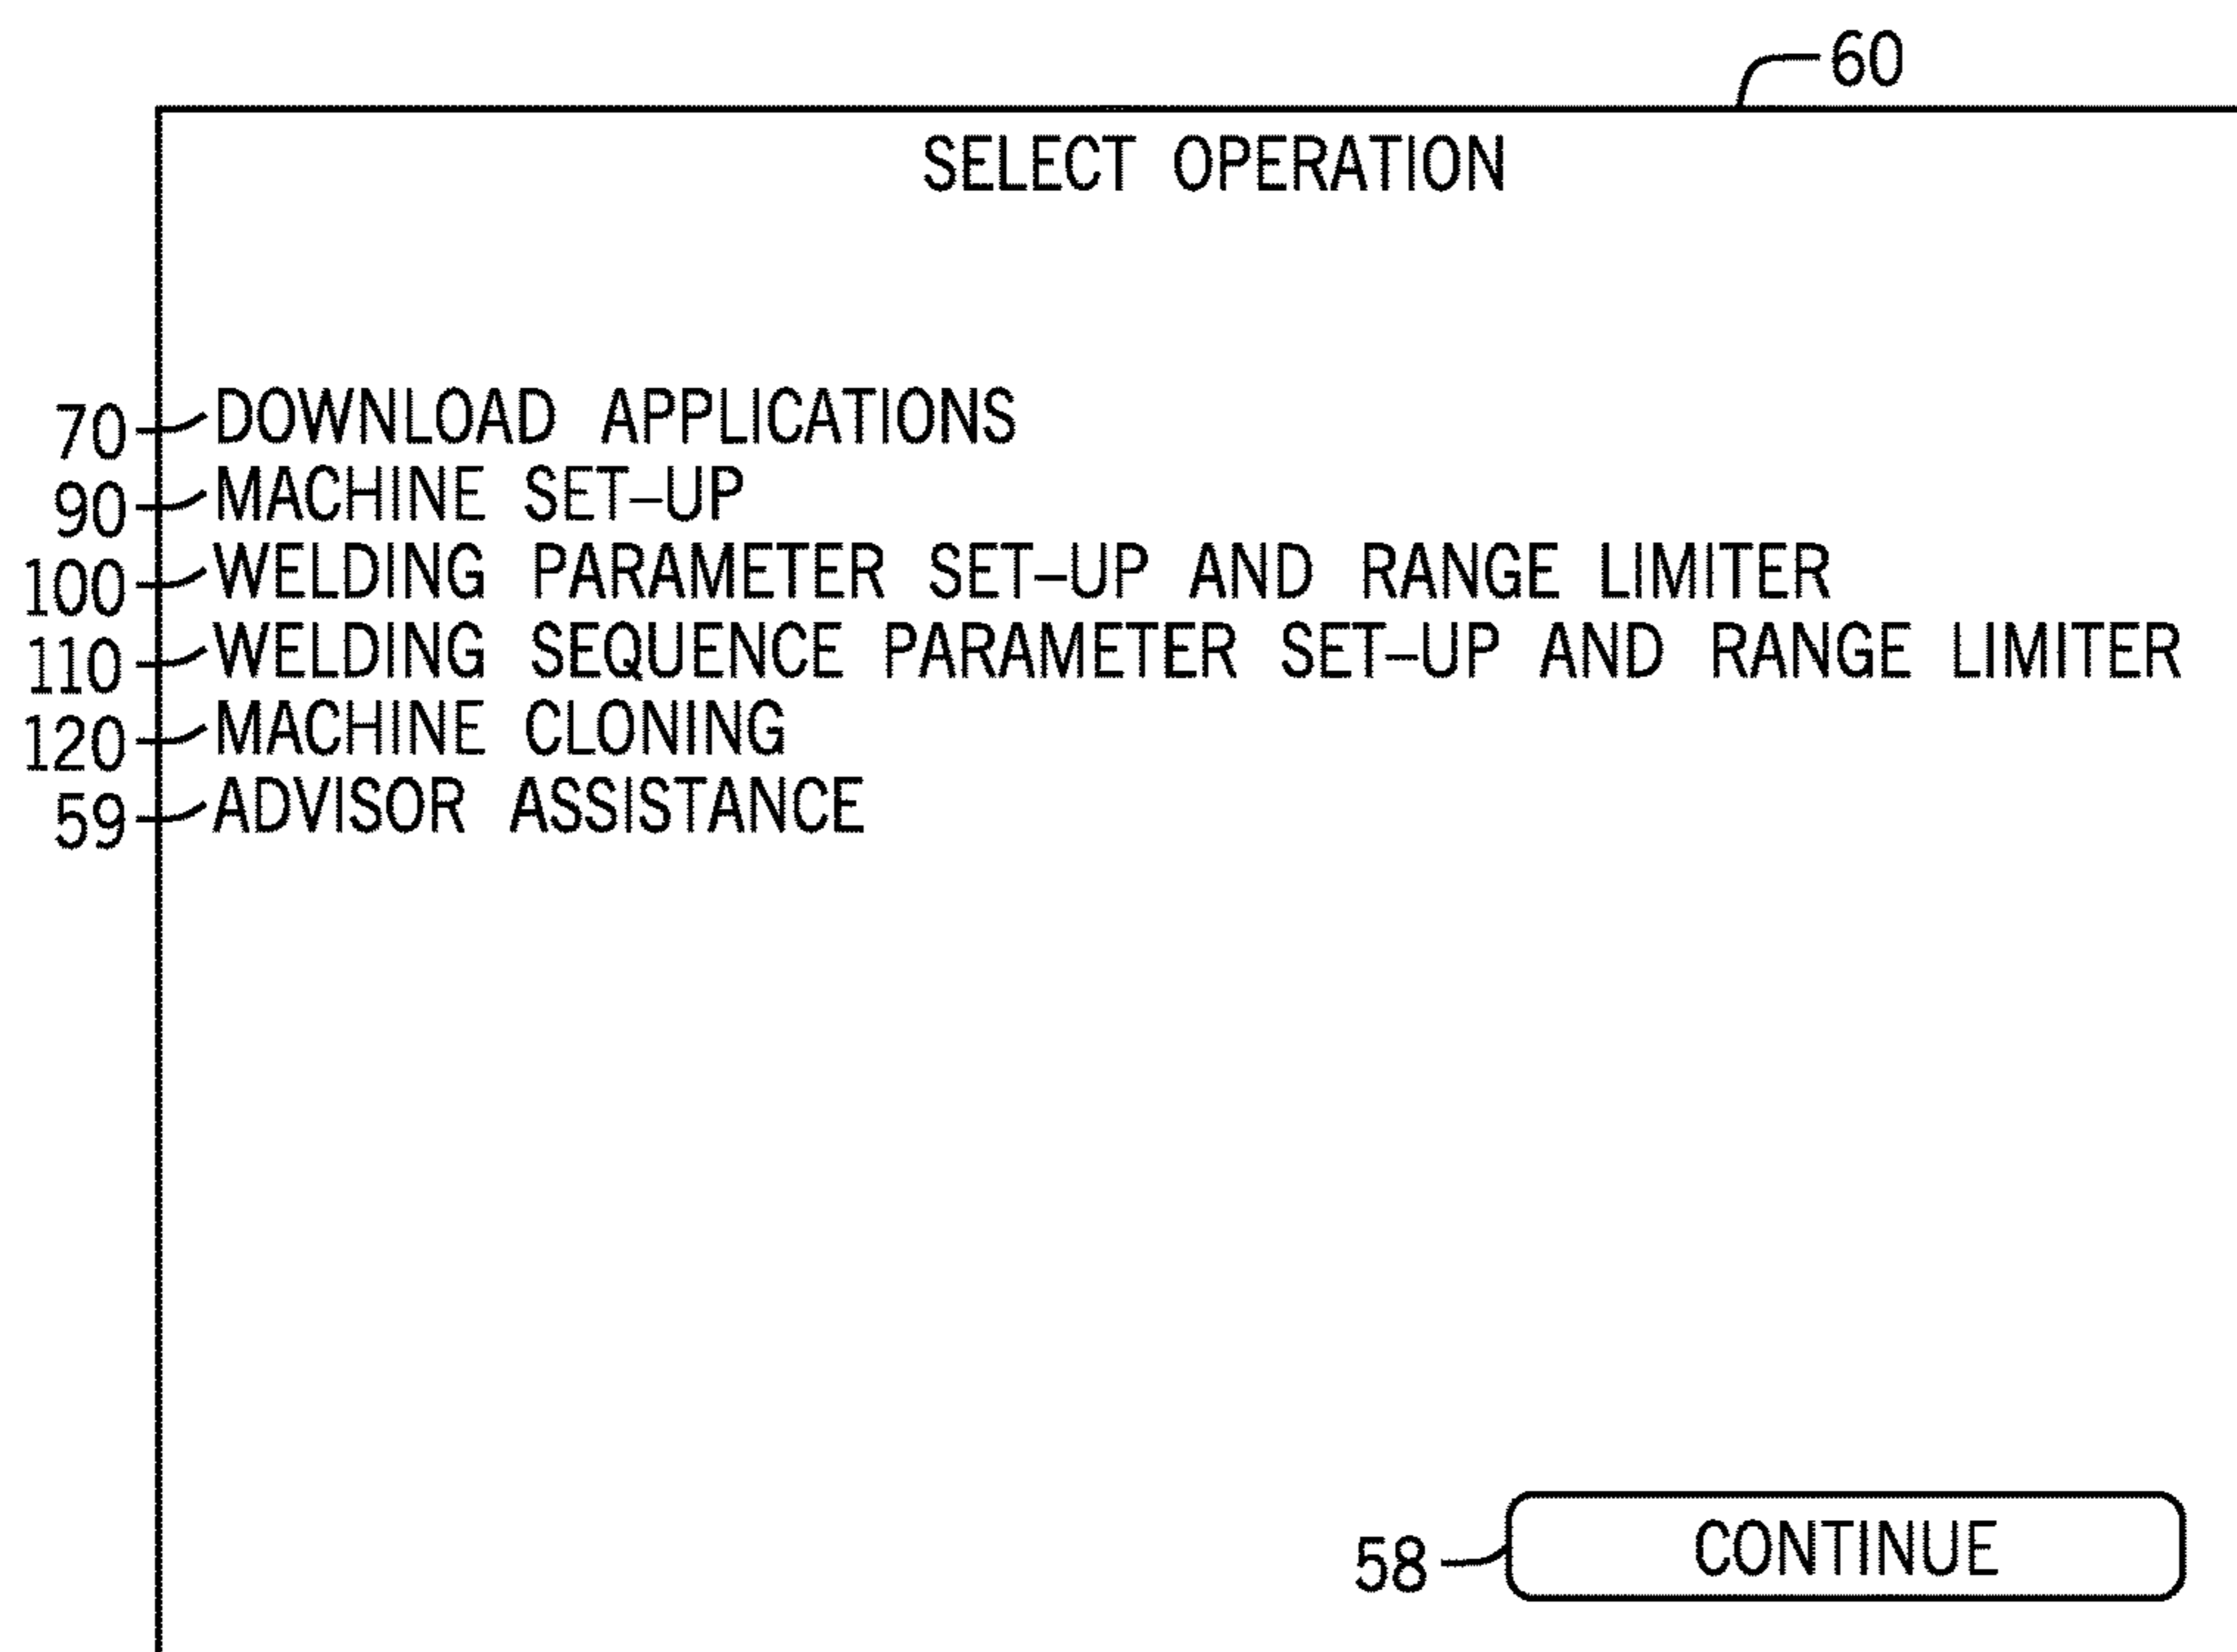 60
SELECT OPERATION
70 DOWNLOAD APPLICATIONS
90 MACHINE SET-UP
100 WELDING PARAMETER SET-UP AND RANGE LIMITER
110 WELDING SEQUENCE PARAMETER SET-UP AND RANGE LIMITER
120 MACHINE CLONING
59 ADVISOR ASSISTANCE
58 CONTINUE